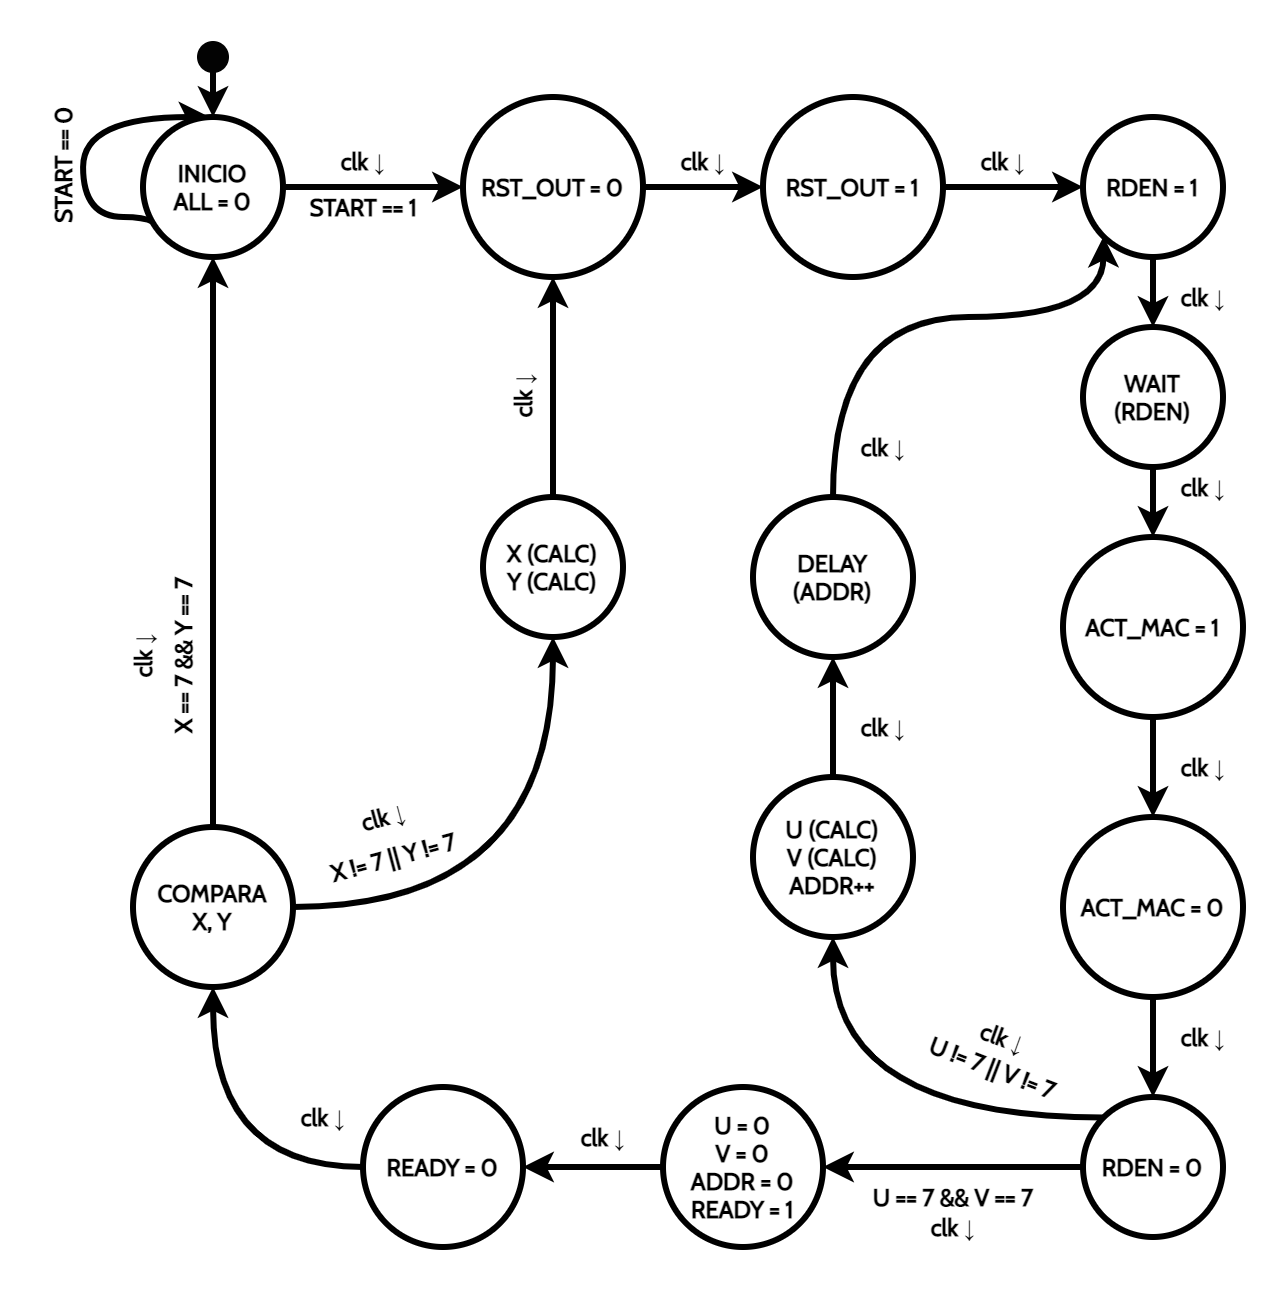 START == 0
INICIO
ALL = 0
clk ↓
START == 1
RST_OUT = 0
clk ↓
RST_OUT = 1
clk ↓
RDEN = 1
clk ↓
WAIT
(RDEN)
clk ↓
ACT_MAC = 1
clk ↓
ACT_MAC = 0
clk ↓
RDEN = 0
clk ↓
U != 7 || V != 7
U (CALC)
V (CALC)
ADDR++
clk ↓
DELAY
(ADDR)
clk ↓
U == 7 && V == 7
clk ↓
U = 0
V = 0
ADDR = 0
READY = 1
clk ↓
READY = 0
clk ↓
COMPARA
X, Y
clk ↓
X != 7 || Y != 7
X (CALC)
Y (CALC)
clk ↓
clk ↓
X == 7 && Y == 7